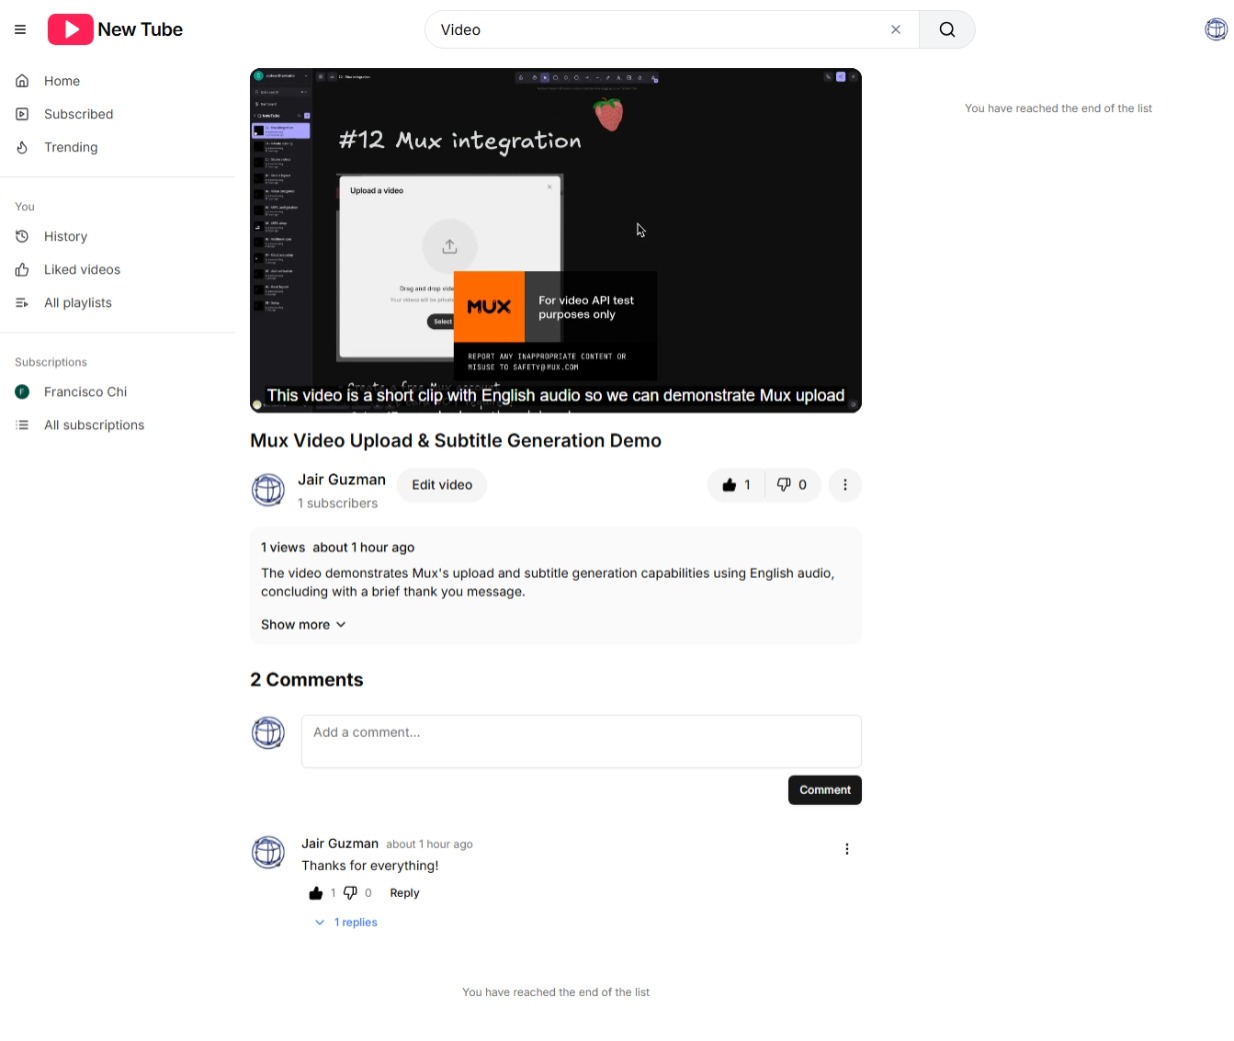 New Tube
Video
Home
Subscribed
Trending
You
History
Liked videos
All playlists
Subscriptions
F Francisco Chi
All subscriptions
#12 Mux integration
Upload a video
Drag and drop
Select
MUX
For video API test
purposes only
REPORT ANY INAPPROPRIATE CONTENT OR
MISUSE TO SAFETY@MUX.COM
This video is a short clip with English audio so we can demonstrate Mux upload
You have reached the end of the list
Mux Video Upload & Subtitle Generation Demo
Jair Guzman
1 subscribers
Edit video
1
0
1 views about 1 hour ago
The video demonstrates Mux's upload and subtitle generation capabilities using English audio,
concluding with a brief thank you message.
Show more
2 Comments
Add a comment...
Comment
Jair Guzman about 1 hour ago
Thanks for everything!
1 0 Reply
1 replies
You have reached the end of the list